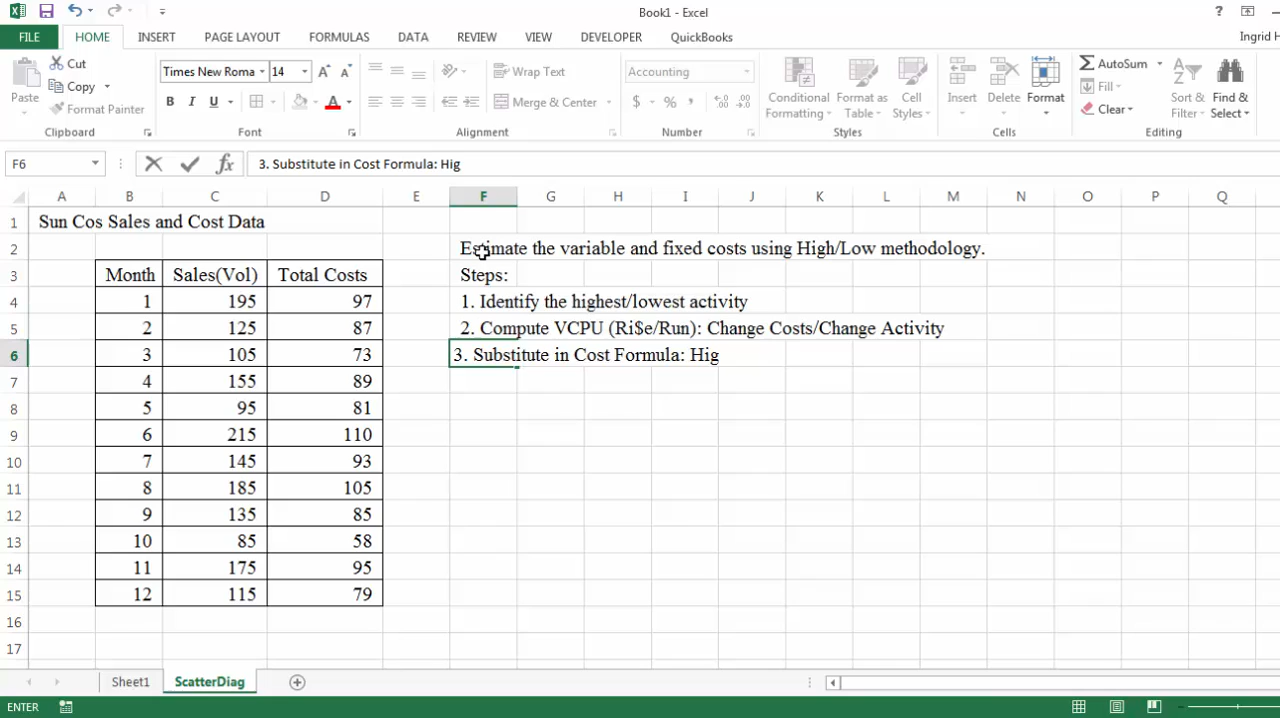 Book1 - Excel
?
FILE HOME INSERT PAGE LAYOUT FORMULAS DATA REVIEW VIEW DEVELOPER QuickBooks Ingrid H
Paste
Cut
Copy
Format Painter
Clipboard
Times New Roma 14
B I U
Font
Wrap Text
Merge & Center
Alignment
Accounting
$ % ,
Number
Conditional Formatting
Format as Table
Cell Styles
Styles
Insert Delete Format
Cells
AutoSum
Fill
Clear
Sort & Filter
Find & Select
Editing
F6 fx 3. Substitute in Cost Formula: Hig
A B C D E F G H I J K L M N O P Q
1 Sun Cos Sales and Cost Data
2 Estimate the variable and fixed costs using High/Low methodology.
3 Month Sales(Vol) Total Costs Steps:
4 1 195 97 1. Identify the highest/lowest activity
5 2 125 87 2. Compute VCPU (Ri$e/Run): Change Costs/Change Activity
6 3 105 73 3. Substitute in Cost Formula: Hig
7 4 155 89
8 5 95 81
9 6 215 110
10 7 145 93
11 8 185 105
12 9 135 85
13 10 85 58
14 11 175 95
15 12 115 79
16
17
Sheet1 ScatterDiag
ENTER